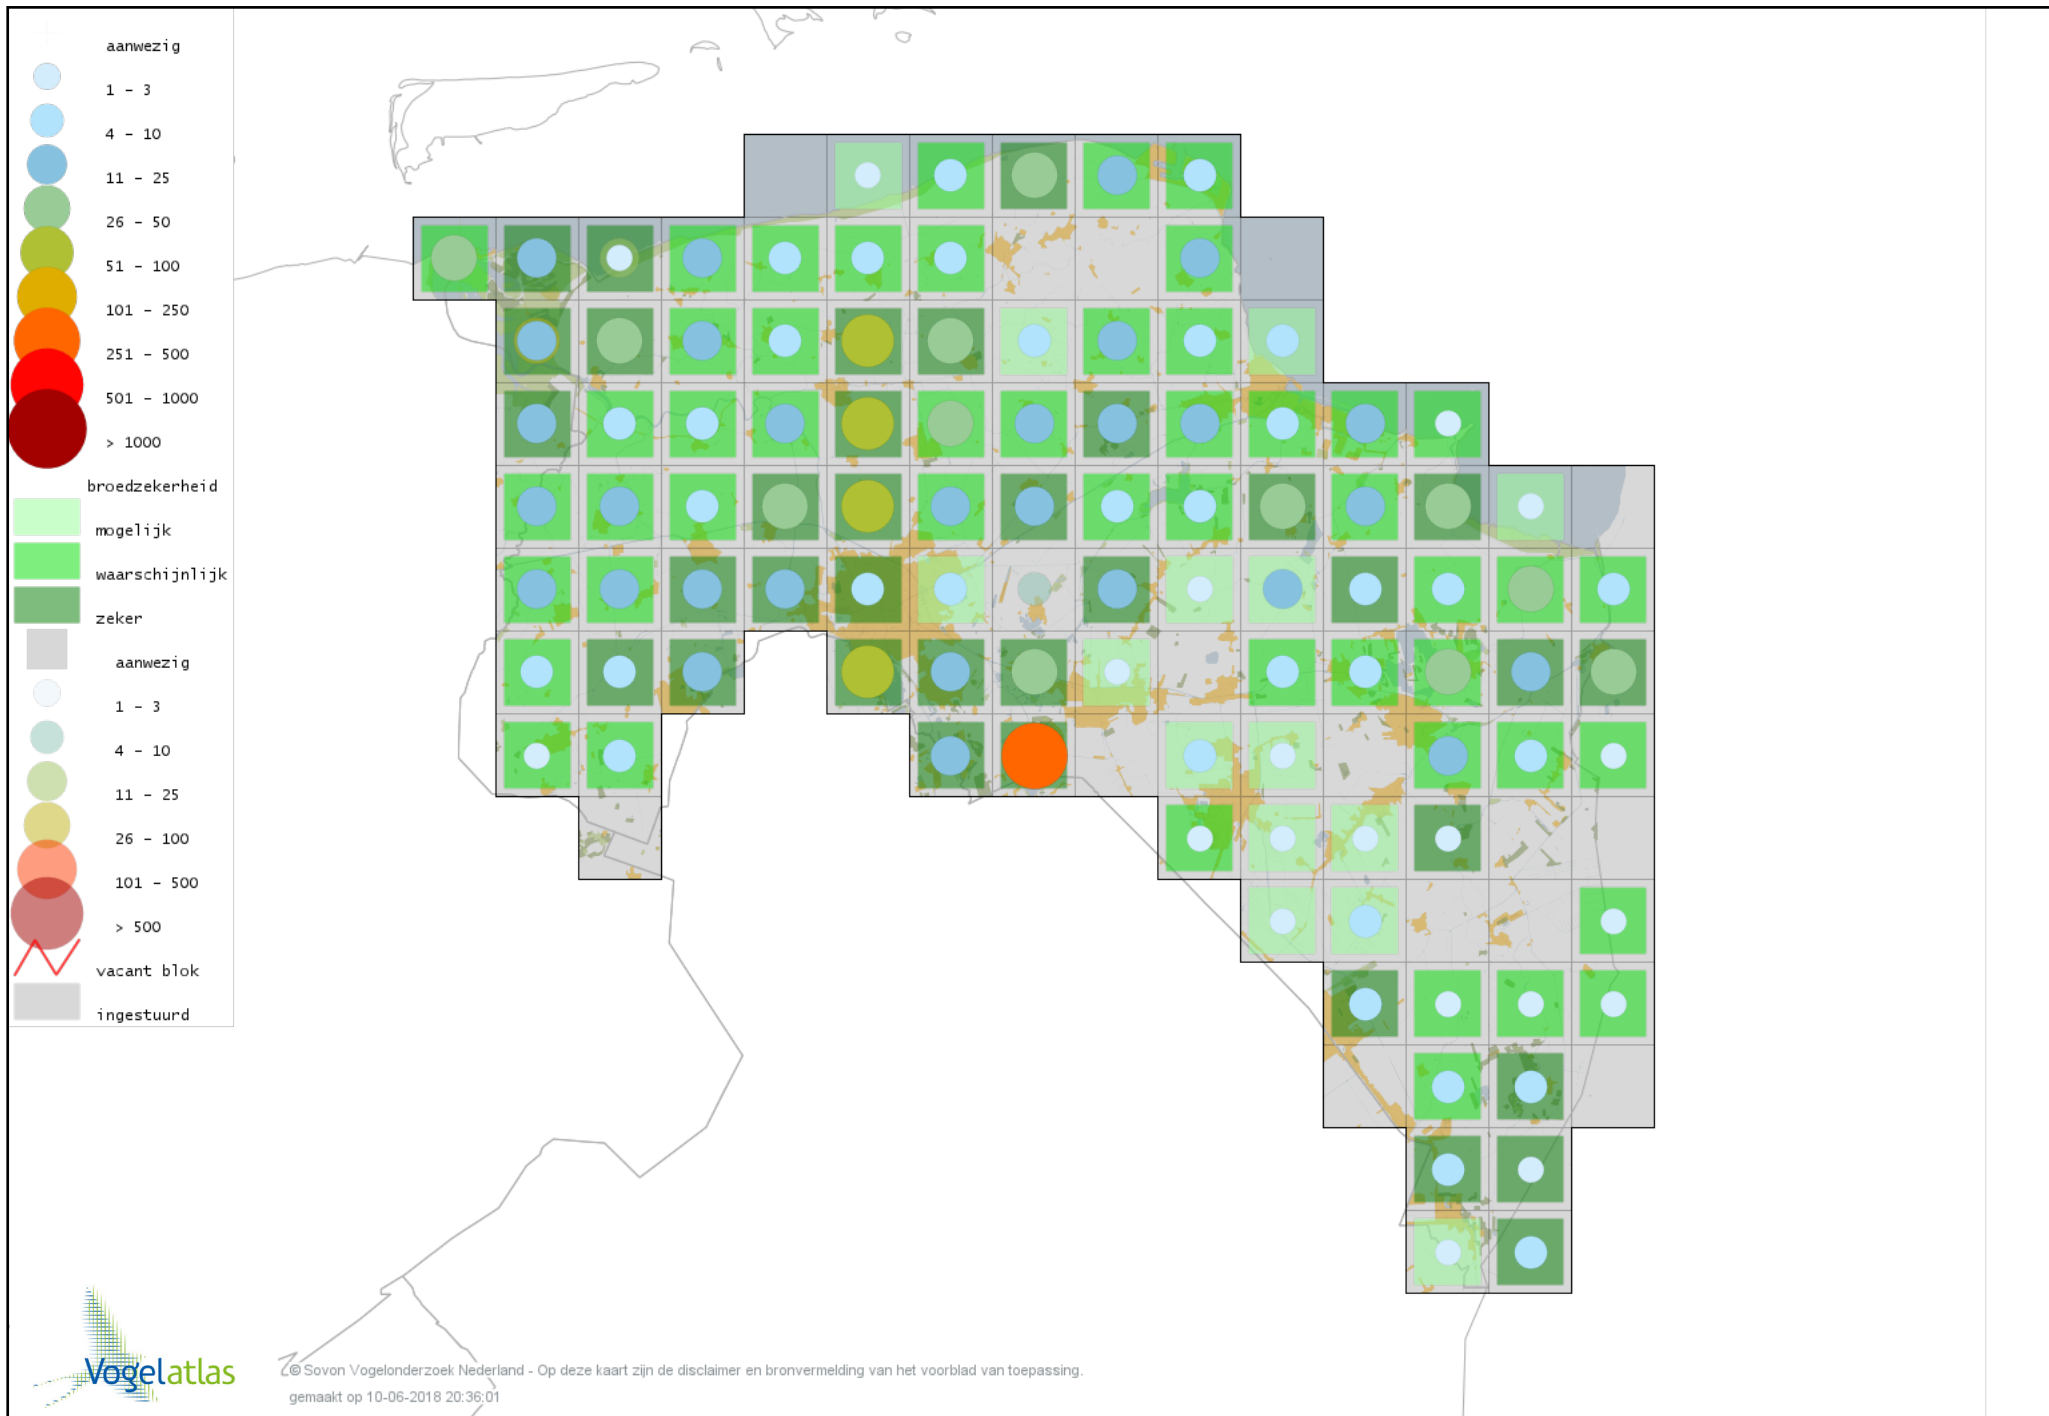 aanwezig
1 - 3
4 - 10
11 - 25
26 - 50
51 - 100
101 - 250
251 - 500
501 - 1000
> 1000
broedzekerheid
mogelijk
waarschijnlijk
zeker
aanwezig
1 - 3
4 - 10
11 - 25
26 - 100
101 - 500
> 500
vacant blok
ingestuurd
Vogelatlas
© Sovon Vogelonderzoek Nederland - Op deze kaart zijn de disclaimer en bronvermelding van het voorblad van toepassing.
gemaakt op 10-06-2018 20:36:01